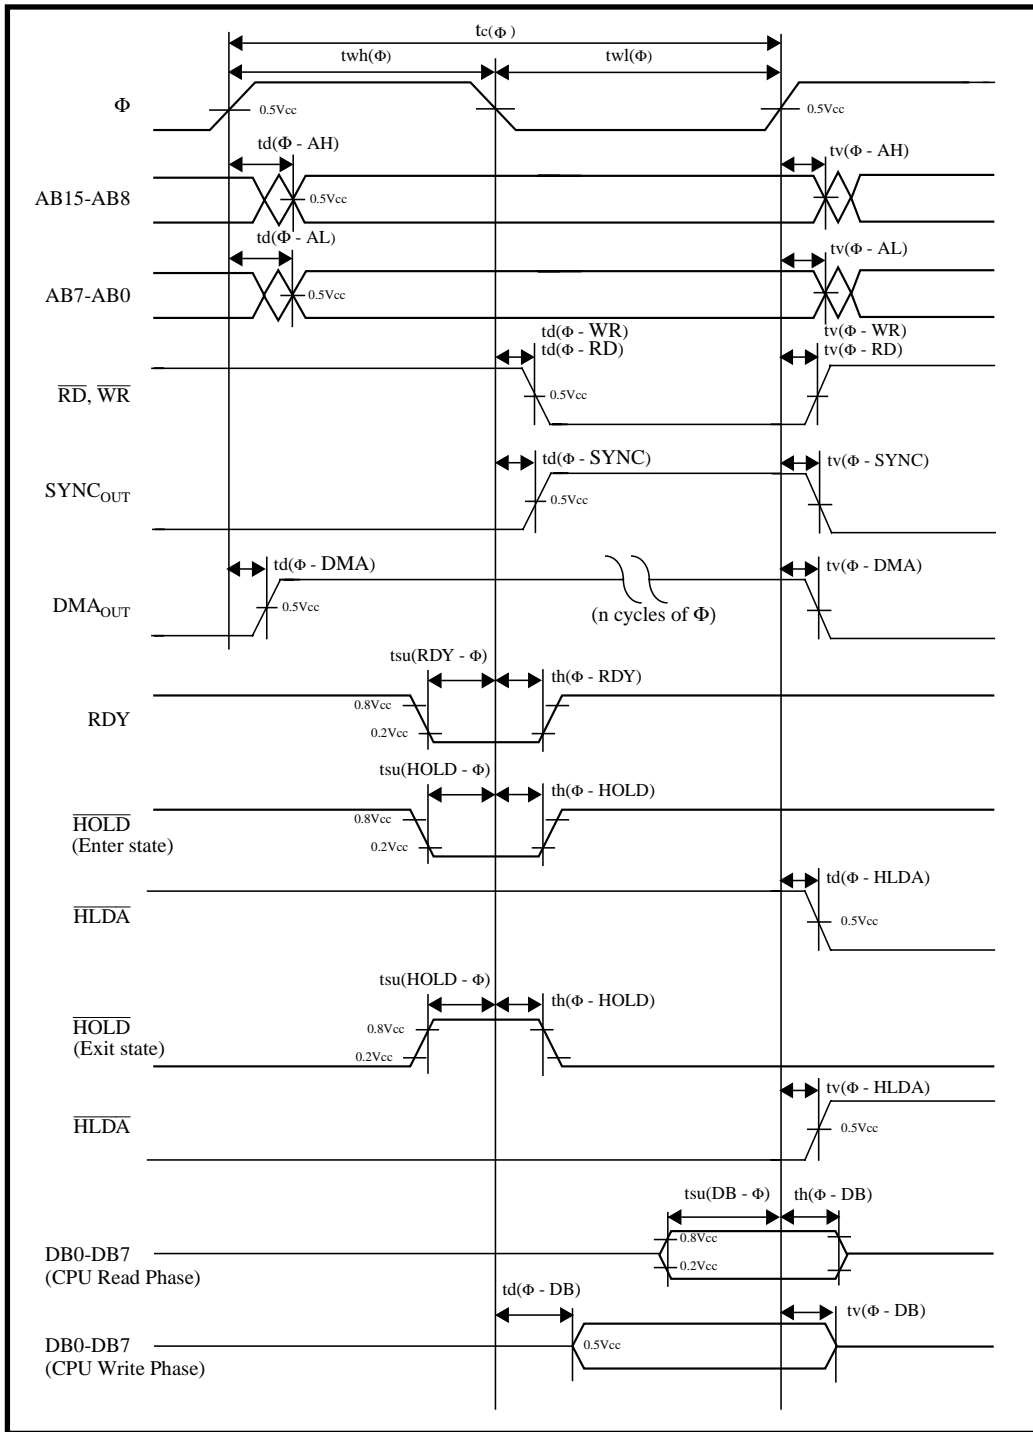 tc(Φ)
twh(Φ) twl(Φ)
Φ 0.5Vcc 0.5Vcc
td(Φ - AH) tv(Φ - AH)
AB15-AB8 0.5Vcc
td(Φ - AL) tv(Φ - AL)
AB7-AB0 0.5Vcc
td(Φ - WR) tv(Φ - WR)
td(Φ - RD) tv(Φ - RD)
RD, WR 0.5Vcc
td(Φ - SYNC) tv(Φ - SYNC)
SYNCOUT 0.5Vcc
td(Φ - DMA) tv(Φ - DMA)
DMAOUT 0.5Vcc (n cycles of Φ)
tsu(RDY - Φ) th(Φ - RDY)
RDY 0.8Vcc
0.2Vcc
tsu(HOLD - Φ) th(Φ - HOLD)
HOLD 0.8Vcc
(Enter state) 0.2Vcc
td(Φ - HLDA)
HLDA 0.5Vcc
tsu(HOLD - Φ) th(Φ - HOLD)
HOLD 0.8Vcc
(Exit state) 0.2Vcc
tv(Φ - HLDA)
HLDA 0.5Vcc
tsu(DB - Φ) th(Φ - DB)
DB0-DB7 0.8Vcc
(CPU Read Phase) 0.2Vcc
td(Φ - DB) tv(Φ - DB)
DB0-DB7 0.5Vcc
(CPU Write Phase)